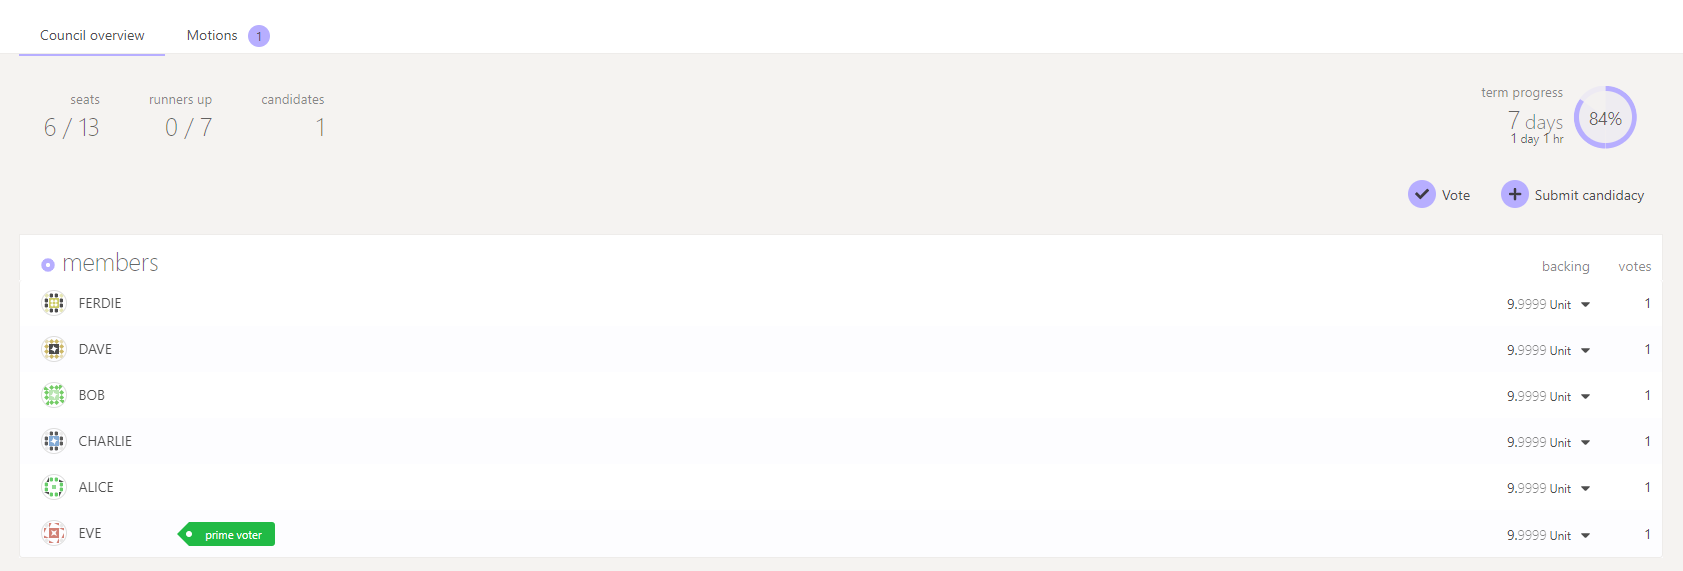 Council overview Motions 1
seats runners up candidates
6 / 13 0 / 7 1
term progress
7 days
1 day 1 hr
84%
Vote Submit candidacy
members backing votes
FERDIE 9.9999 Unit 1
DAVE 9.9999 Unit 1
BOB 9.9999 Unit 1
CHARLIE 9.9999 Unit 1
ALICE 9.9999 Unit 1
EVE prime voter 9.9999 Unit 1